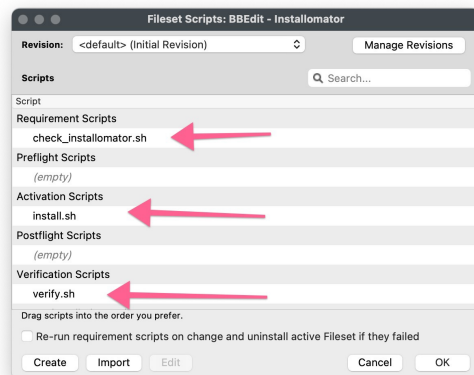 Fileset Scripts: BBEdit - Installomator
Revision: <default> (Initial Revision) Manage Revisions
Scripts Search...
Script
Requirement Scripts
check_installomator.sh
Preflight Scripts
(empty)
Activation Scripts
install.sh
Postflight Scripts
(empty)
Verification Scripts
verify.sh
Drag scripts into the order you prefer.
Re-run requirement scripts on change and uninstall active Fileset if they failed
Create Import Edit Cancel OK